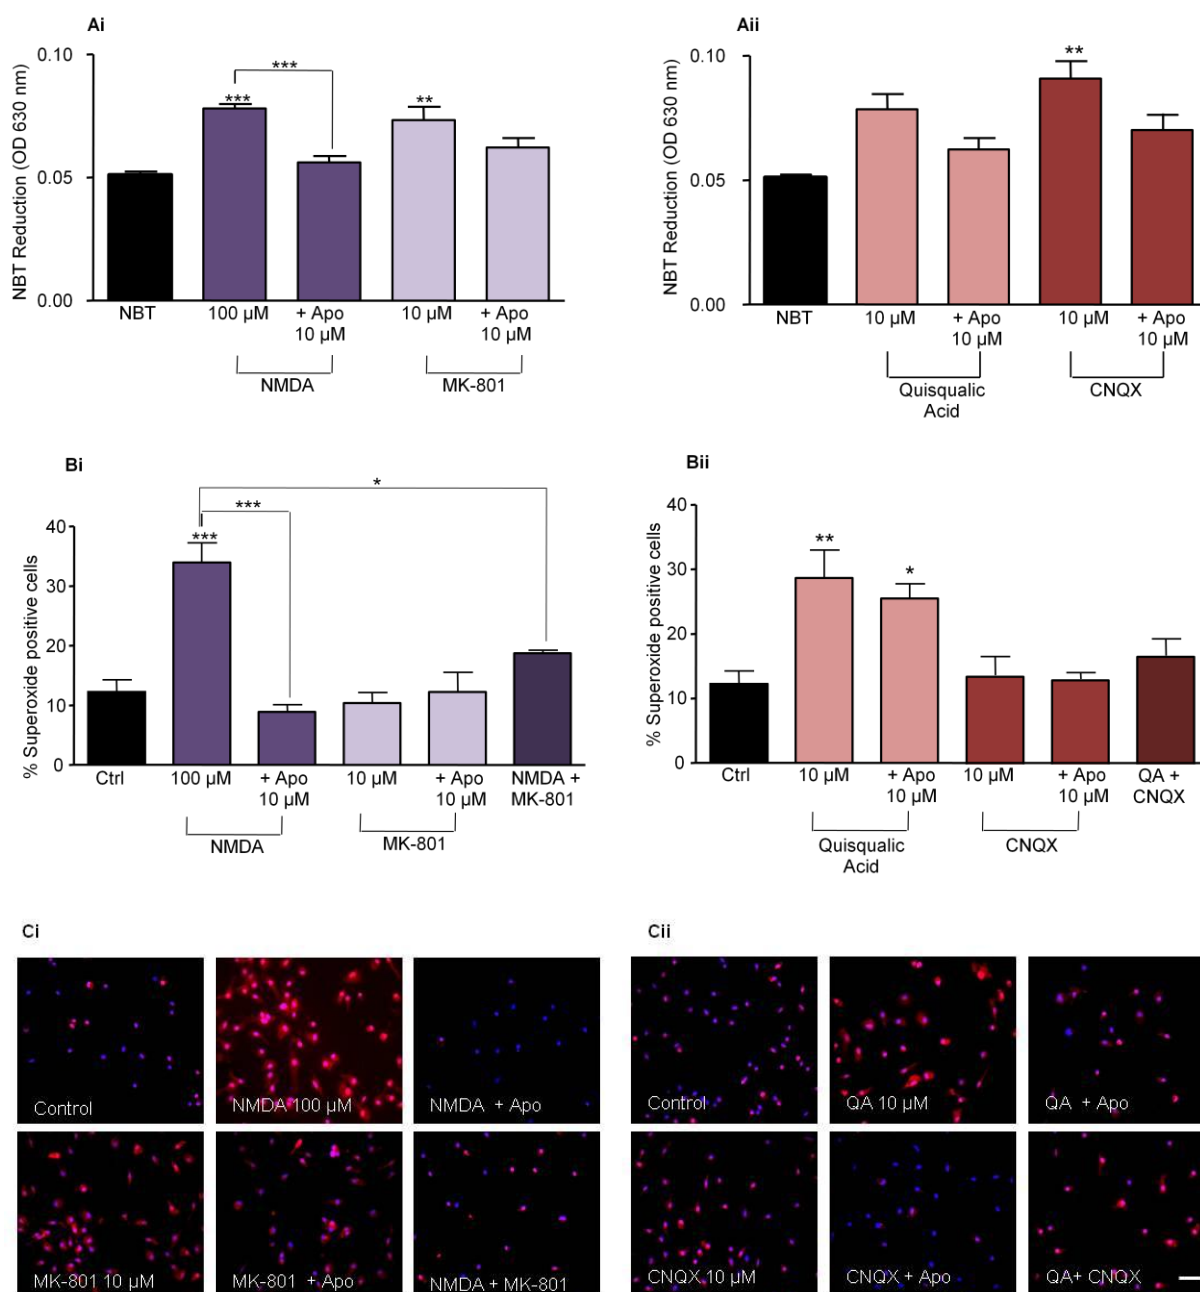 Ai
NBT Reduction (OD 630 nm)
0.10
0.05
0.00
***
***
**
NBT
100 µM
+ Apo
10 µM
10 µM
+ Apo
10 µM
NMDA
MK-801
Aii
NBT Reduction (OD 630 nm)
0.10
0.05
0.00
**
NBT
10 µM
+ Apo
10 µM
10 µM
+ Apo
10 µM
Quisqualic
Acid
CNQX
Bi
% Superoxide positive cells
40
30
20
10
0
*
***
***
Ctrl
100 µM
+ Apo
10 µM
10 µM
+ Apo
10 µM
NMDA +
MK-801
NMDA
MK-801
Bii
% Superoxide positive cells
40
30
20
10
0
**
*
Ctrl
10 µM
+ Apo
10 µM
10 µM
+ Apo
10 µM
QA +
CNQX
Quisqualic
Acid
CNQX
Ci
Control
NMDA 100 µM
NMDA + Apo
MK-801 10 µM
MK-801 + Apo
NMDA + MK-801
Cii
Control
QA 10 µM
QA + Apo
CNQX 10 µM
CNQX + Apo
QA+ CNQX